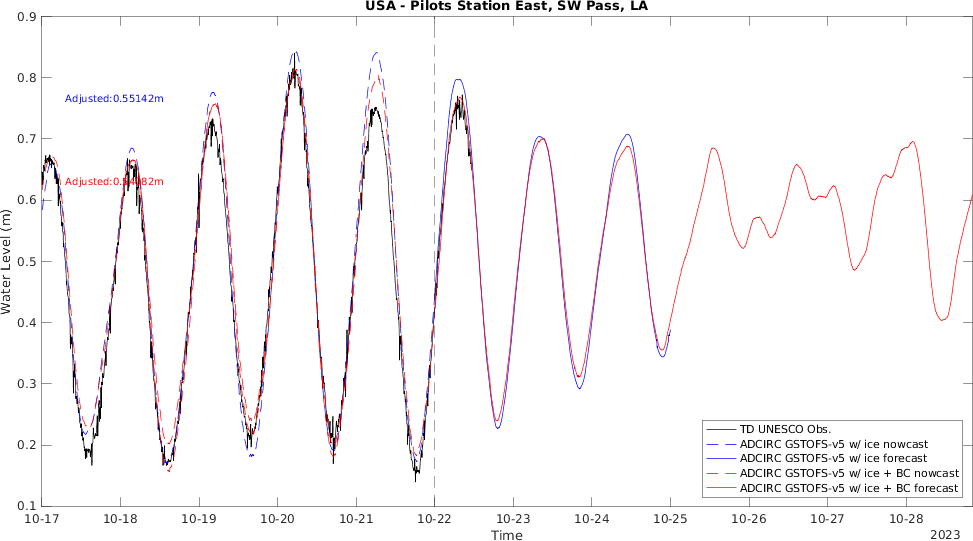 USA - Pilots Station East, SW Pass, LA
0.9
0.8
0.7
0.6
0.5
0.4
0.3
0.2
0.1
Water Level (m)
Adjusted:0.55142m
TD UNESCO Obs.
ADCIRC GSTOFS-v5 w/ ice nowcast
ADCIRC GSTOFS-v5 w/ ice forecast
ADCIRC GSTOFS-v5 w/ ice + BC nowcast
ADCIRC GSTOFS-v5 w/ ice + BC forecast
10-17 10-18 10-19 10-20 10-21 10-22 10-23 10-24 10-25 10-26 10-27 10-28
Time
2023